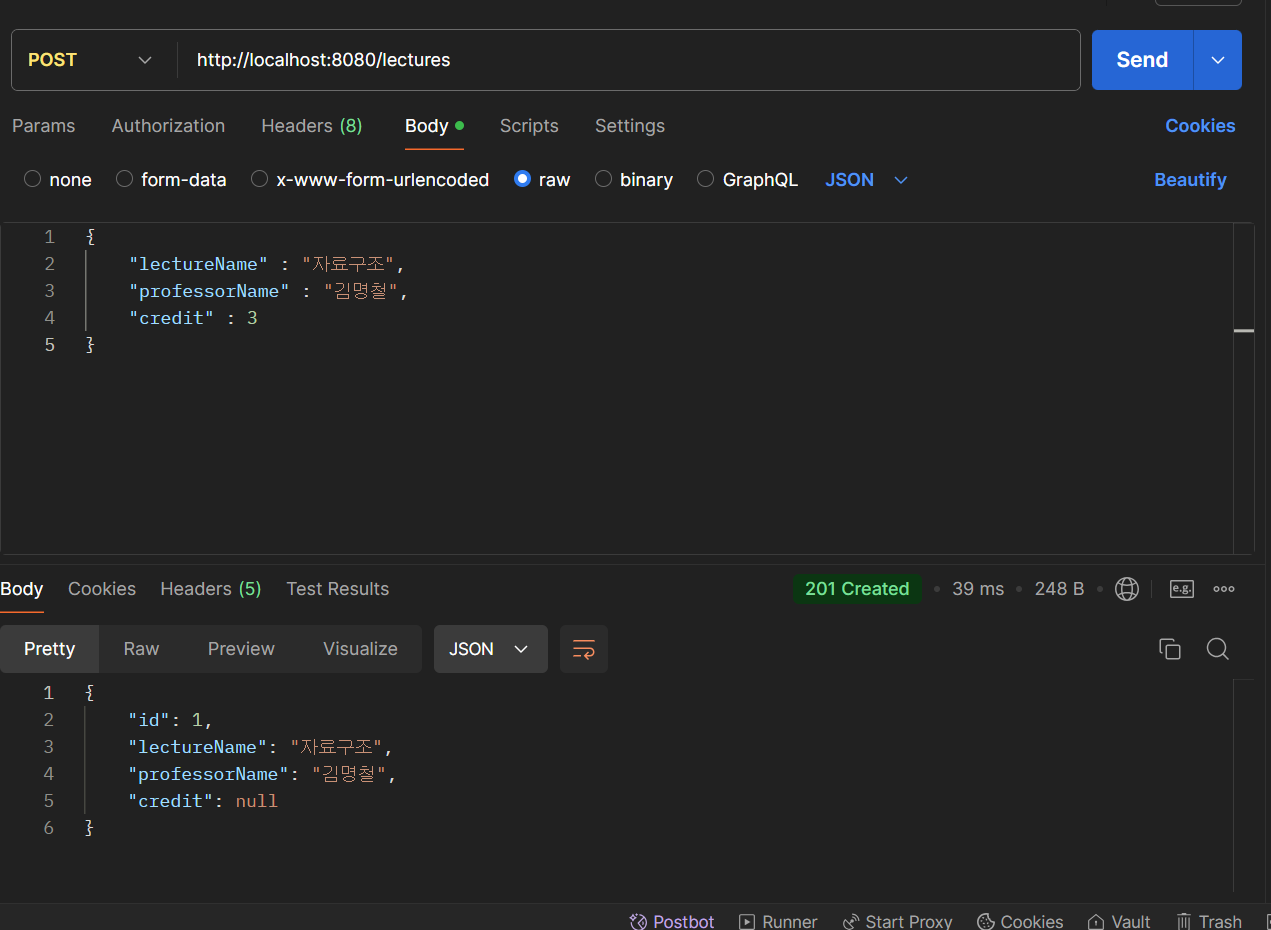 POST http://localhost:8080/lectures Send
Params Authorization Headers (8) Body Scripts Settings Cookies
none form-data x-www-form-urlencoded raw binary GraphQL JSON Beautify
1 {
2 "lectureName" : "자료구조",
3 "professorName" : "김명철",
4 "credit" : 3
5 }
Body Cookies Headers (5) Test Results 201 Created 39 ms 248 B e.g.
Pretty Raw Preview Visualize JSON
1 {
2 "id": 1,
3 "lectureName": "자료구조",
4 "professorName": "김명철",
5 "credit": null
6 }
Postbot Runner Start Proxy Cookies Vault Trash